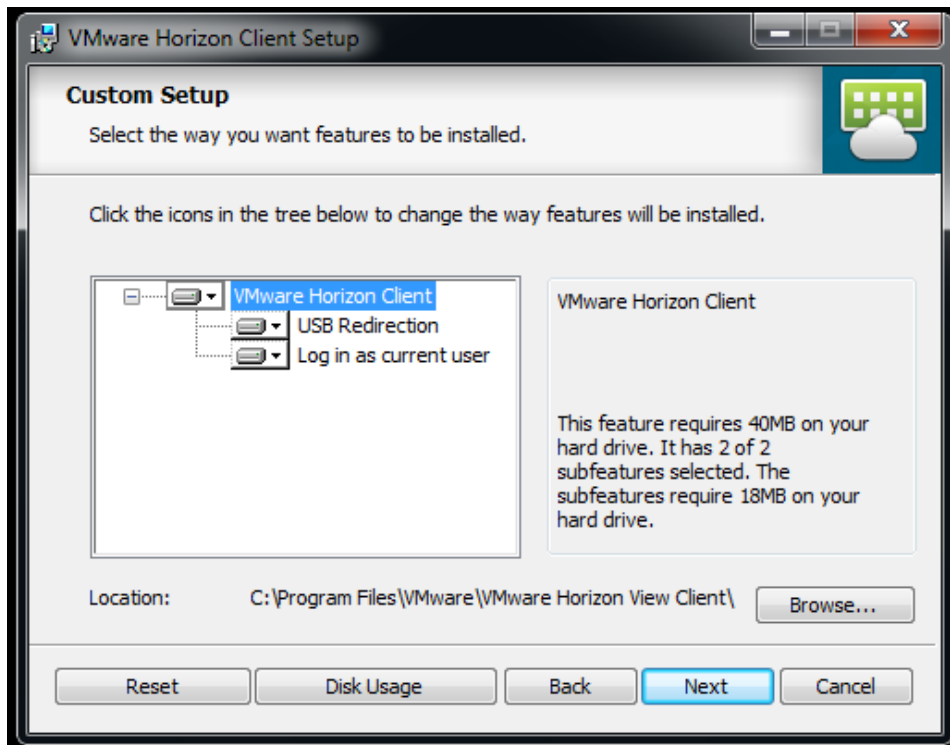 VMware Horizon Client Setup
Custom Setup
Select the way you want features to be installed.
Click the icons in the tree below to change the way features will be installed.
VMware Horizon Client
USB Redirection
Log in as current user
VMware Horizon Client
This feature requires 40MB on your
hard drive. It has 2 of 2
subfeatures selected. The
subfeatures require 18MB on your
hard drive.
Location: C:\Program Files\VMware\VMware Horizon View Client\ Browse...
Reset Disk Usage Back Next Cancel